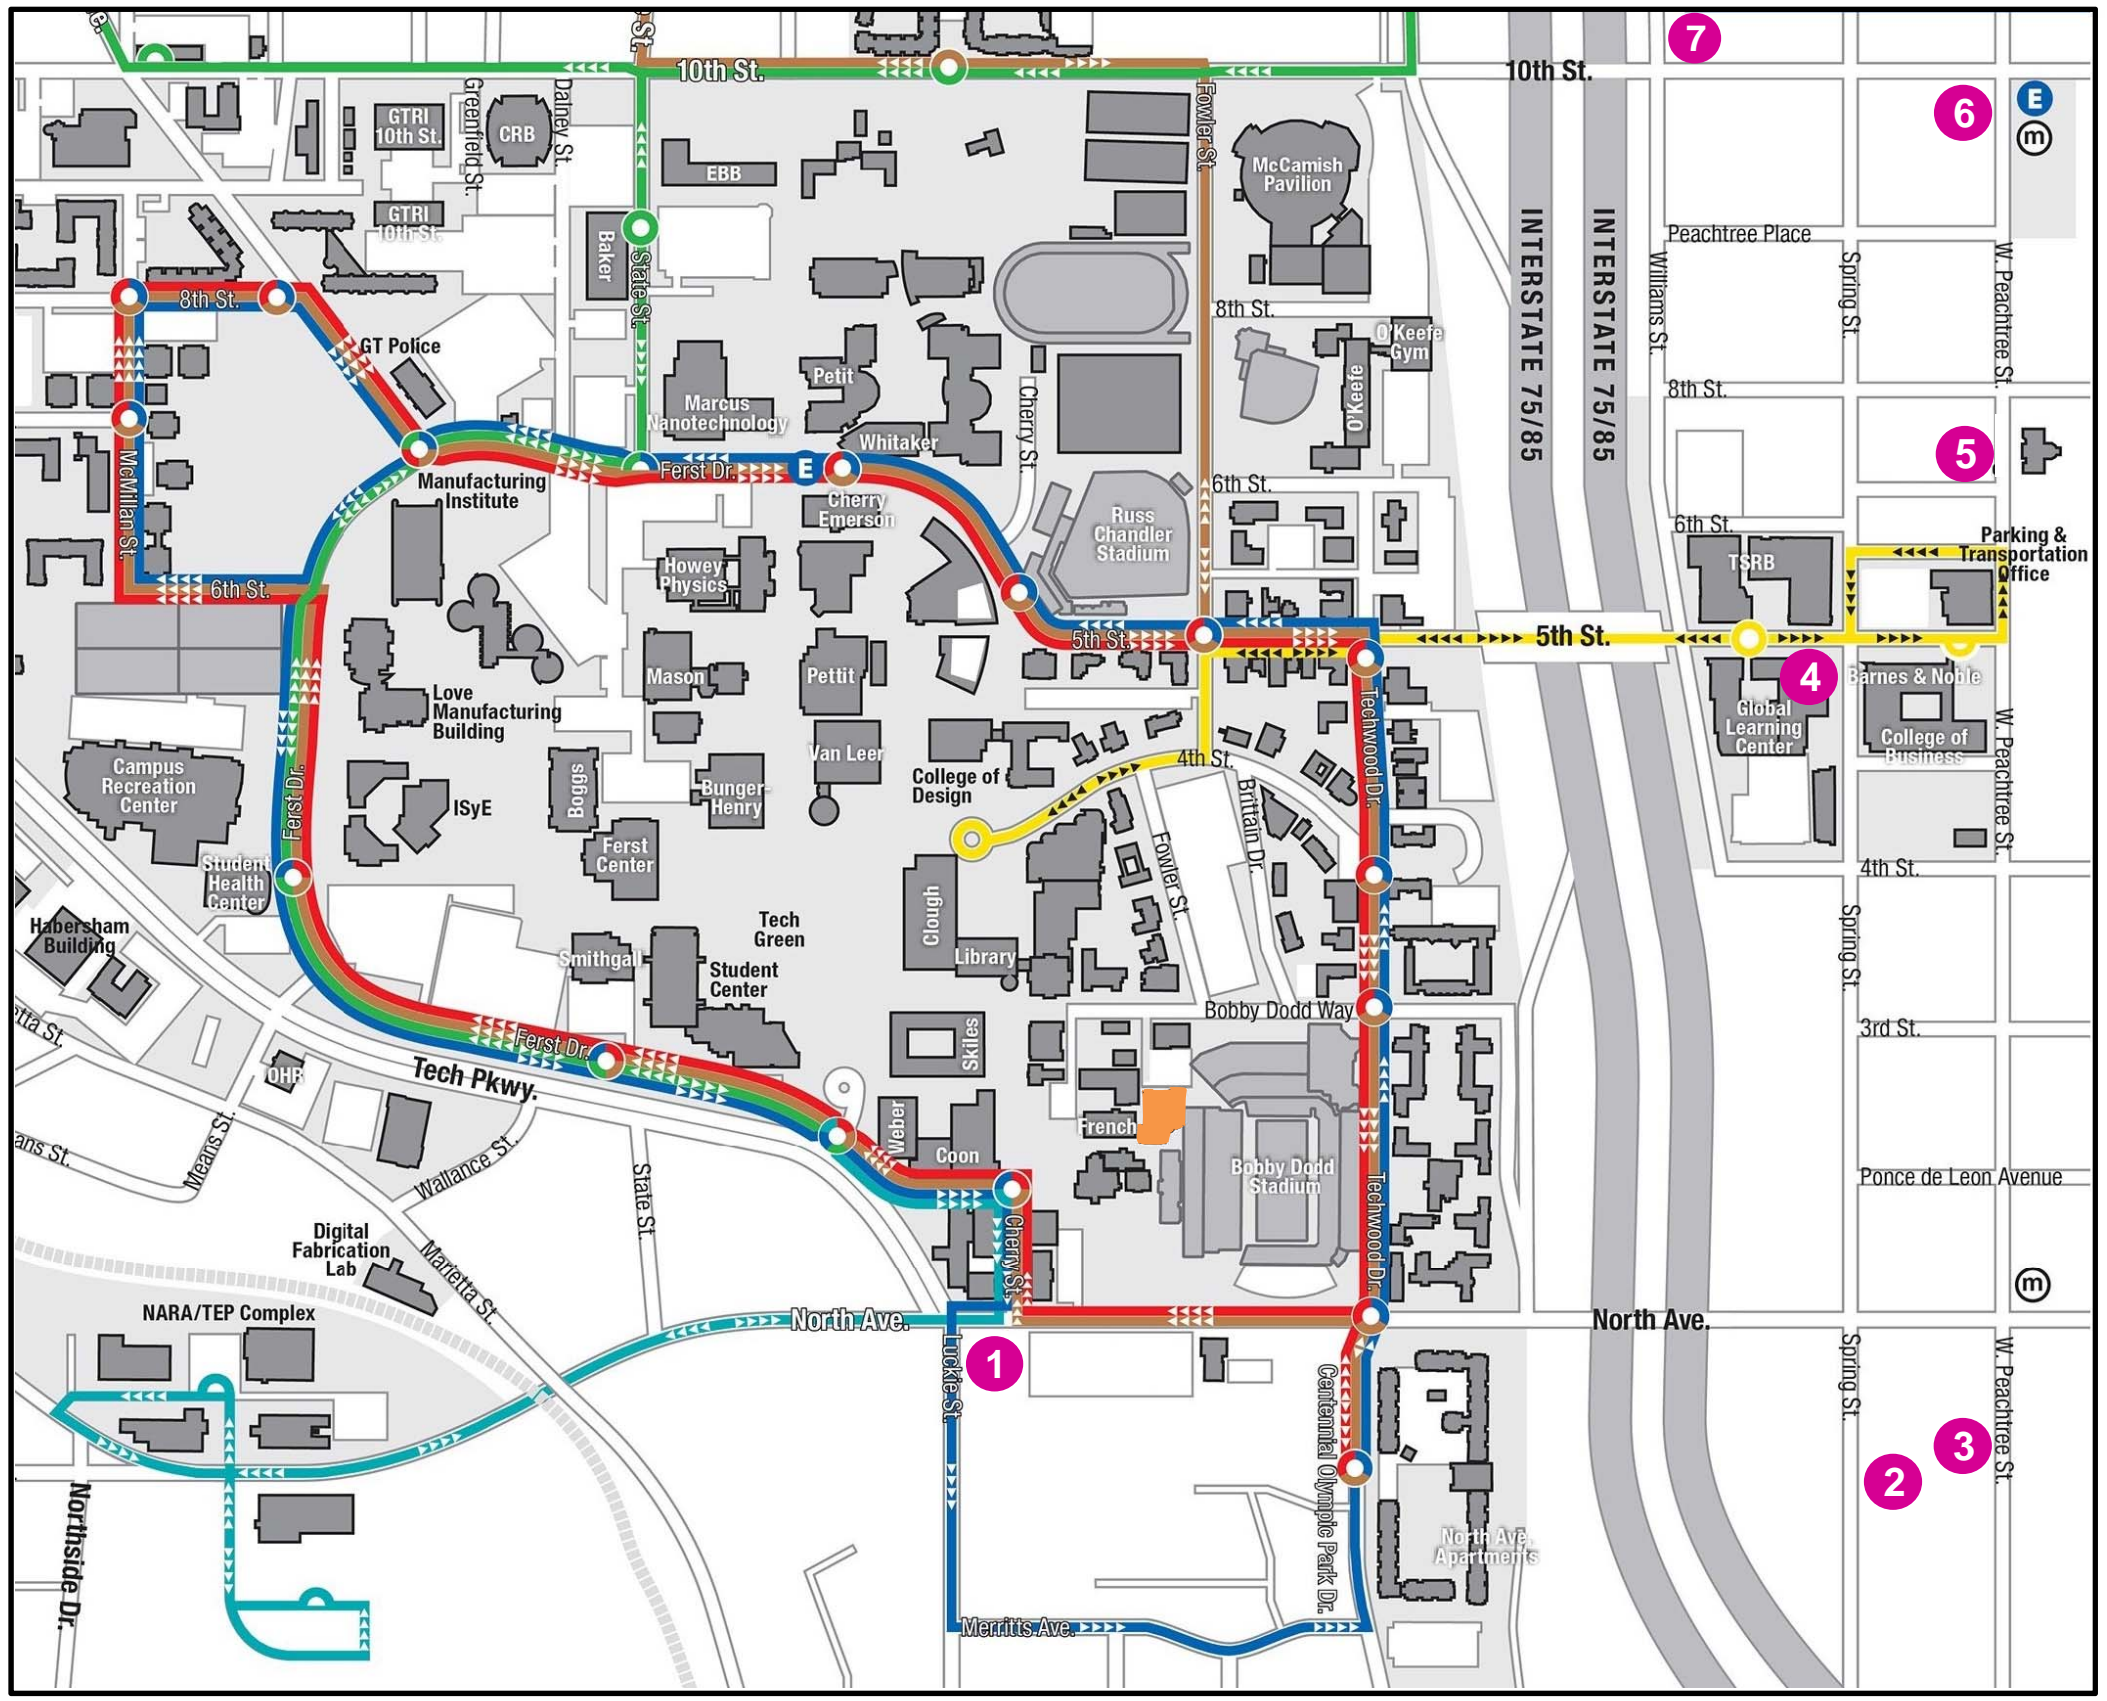 St.
7
10th St.
10th St.
E
6
m
Greenfield St.
Dalney St.
Fowler St.
GTRI
10th St.
CRB
EBB
McCamish
Pavilion
GTRI
10th St.
Baker
State St.
INTERSTATE 75/85
INTERSTATE 75/85
Peachtree Place
Williams St.
Spring St.
W. Peachtree St.
8th St.
8th St.
O'Keefe
Gym
GT Police
Petit
O'Keefe
8th St.
Marcus
Nanotechnology
Whitaker
Cherry St.
5
McMillan St.
Ferst Dr.
E
Manufacturing
Institute
Cherry
Emerson
6th St.
Russ
Chandler
Stadium
6th St.
Parking &
Transportation
Office
TSRB
Howey
Physics
6th St.
5th St.
5th St.
Mason
Pettit
4
Barnes & Noble
Love
Manufacturing
Building
Techwood Dr.
Global
Learning
Center
College of
Business
W. Peachtree St.
Campus
Recreation
Center
Van Leer
4th St.
College of
Design
Ferst Dr.
ISyE
Boggs
Bunger-
Henry
Brittain Dr.
Ferst
Center
Fowler St.
Student
Health
Center
4th St.
Clough
Habersham
Building
Tech
Green
Smithgall
Library
Spring St.
Student
Center
Bobby Dodd Way
3rd St.
Ferst Dr.
Skiles
OHR
Tech Pkwy.
Means St.
Weber
French
Coon
Wallance St.
State St.
Bobby Dodd
Stadium
Techwood Dr.
Ponce de Leon Avenue
Digital
Fabrication
Lab
Marietta St.
Cherry St.
m
NARA/TEP Complex
North Ave.
North Ave.
1
Luckie St.
Centennial Olympic Park Dr.
Spring St.
W. Peachtree St.
3
2
Northside Dr.
North Ave.
Apartments
Merritts Ave.